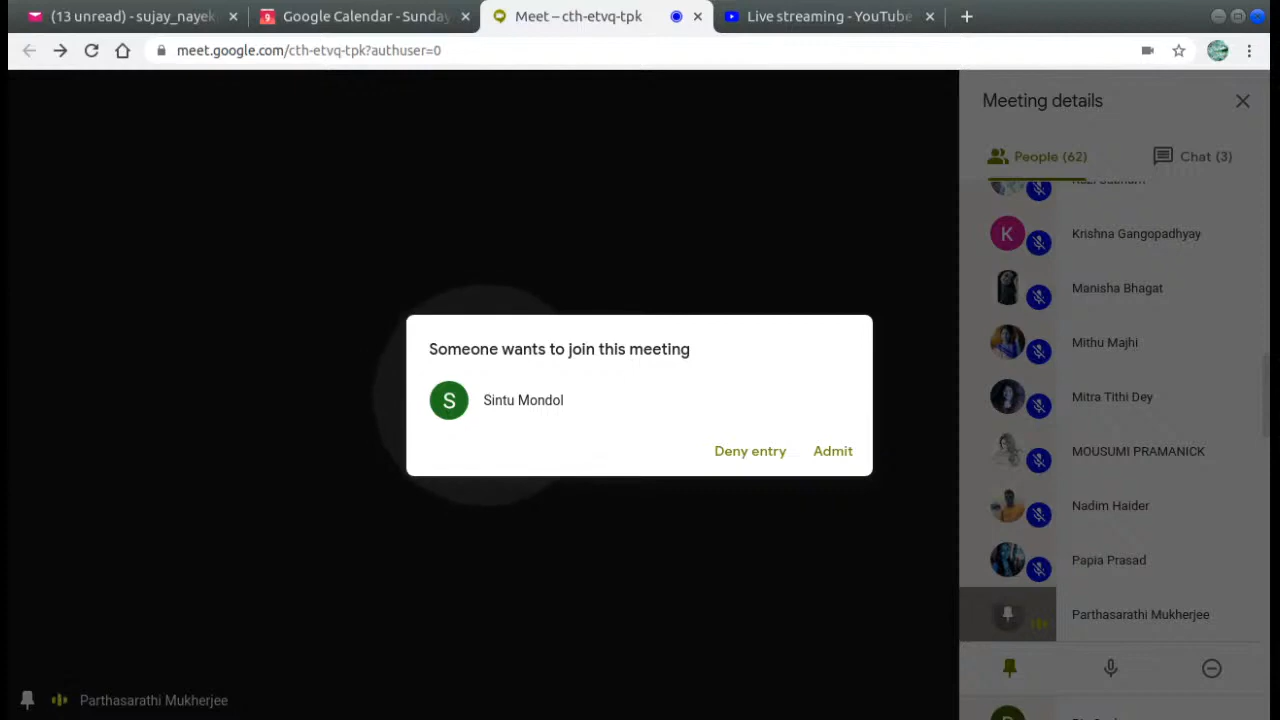 (13 unread) - sujay_nayek
Google Calendar - Sunday
Meet – cth-etvq-tpk
Live streaming - YouTube
meet.google.com/cth-etvq-tpk?authuser=0
Meeting details
People (62)
Chat (3)
K
Krishna Gangopadhyay
Manisha Bhagat
Someone wants to join this meeting
Mithu Majhi
S
Sintu Mondol
Mitra Tithi Dey
Deny entry
Admit
MOUSUMI PRAMANICK
Nadim Haider
Papia Prasad
Parthasarathi Mukherjee
Parthasarathi Mukherjee